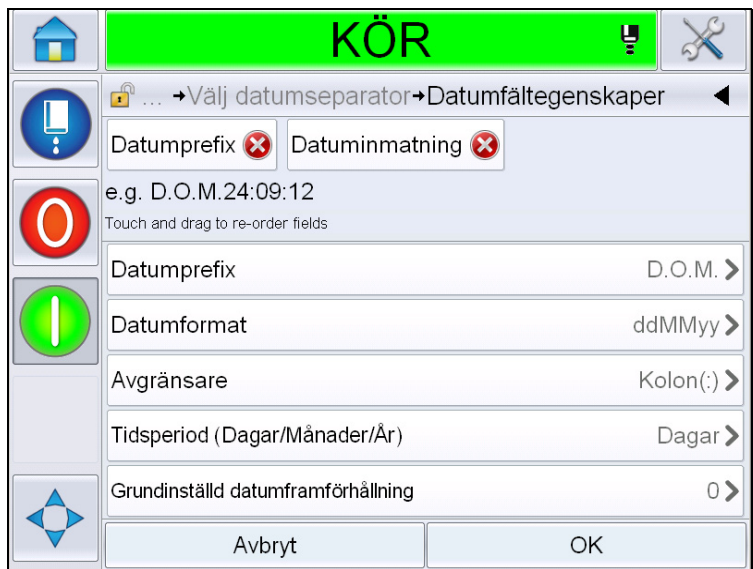 KÖR
... →Välj datumseparator→Datumfältegenskaper
Datumprefix Datuminmatning
e.g. D.O.M.24:09:12
Touch and drag to re-order fields
Datumprefix D.O.M.
Datumformat ddMMyy
Avgränsare Kolon(:)
Tidsperiod (Dagar/Månader/År) Dagar
Grundinställd datumframförhållning 0
Avbryt OK